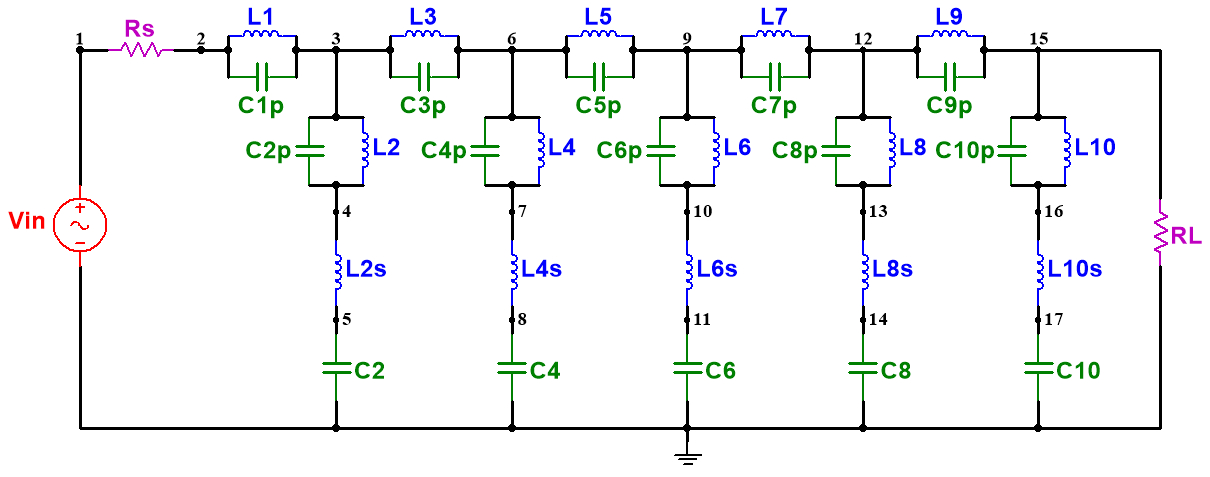 L1 L3 L5 L7 L9
1 Rs 2 3 6 9 12 15
C1p C3p C5p C7p C9p
C2p L2 C4p L4 C6p L6 C8p L8 C10p L10
4 7 10 13 16
Vin + − RL
L2s L4s L6s L8s L10s
5 8 11 14 17
C2 C4 C6 C8 C10